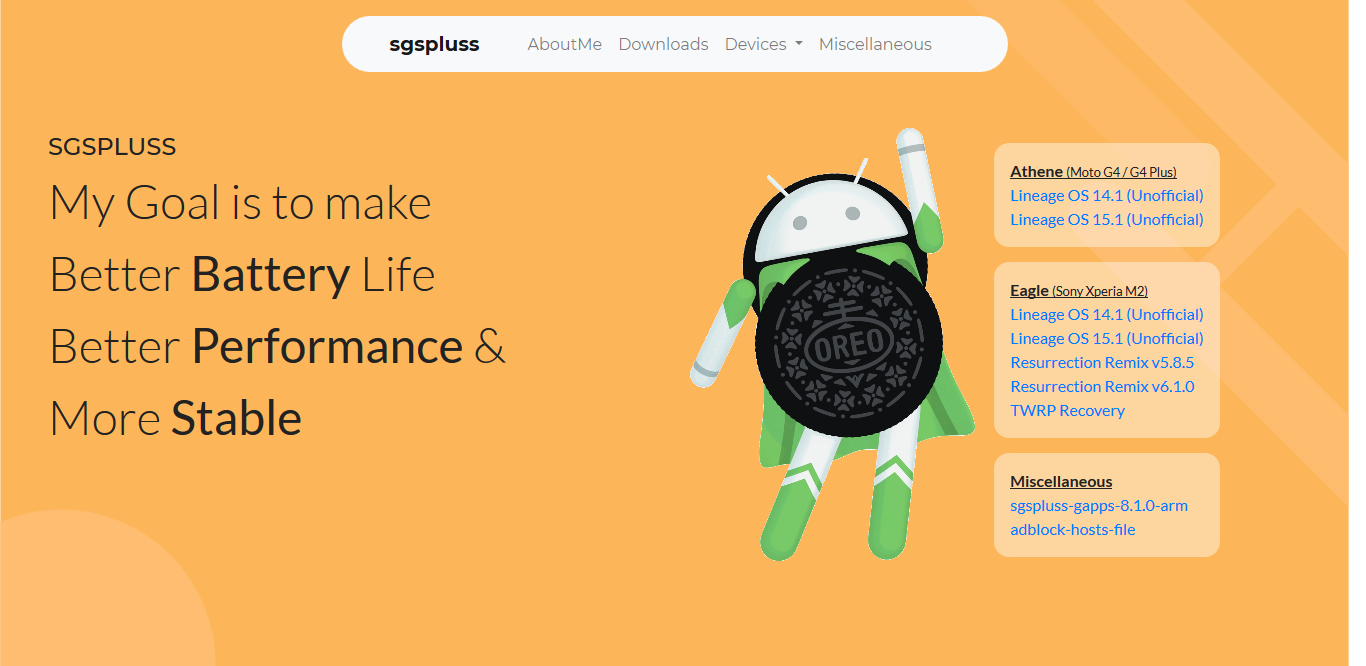 sgspluss AboutMe Downloads Devices Miscellaneous
SGSPLUSS
My Goal is to make
Better Battery Life
Better Performance &
More Stable
OREO
Athene (Moto G4 / G4 Plus)
Lineage OS 14.1 (Unofficial)
Lineage OS 15.1 (Unofficial)
Eagle (Sony Xperia M2)
Lineage OS 14.1 (Unofficial)
Lineage OS 15.1 (Unofficial)
Resurrection Remix v5.8.5
Resurrection Remix v6.1.0
TWRP Recovery
Miscellaneous
sgspluss-gapps-8.1.0-arm
adblock-hosts-file